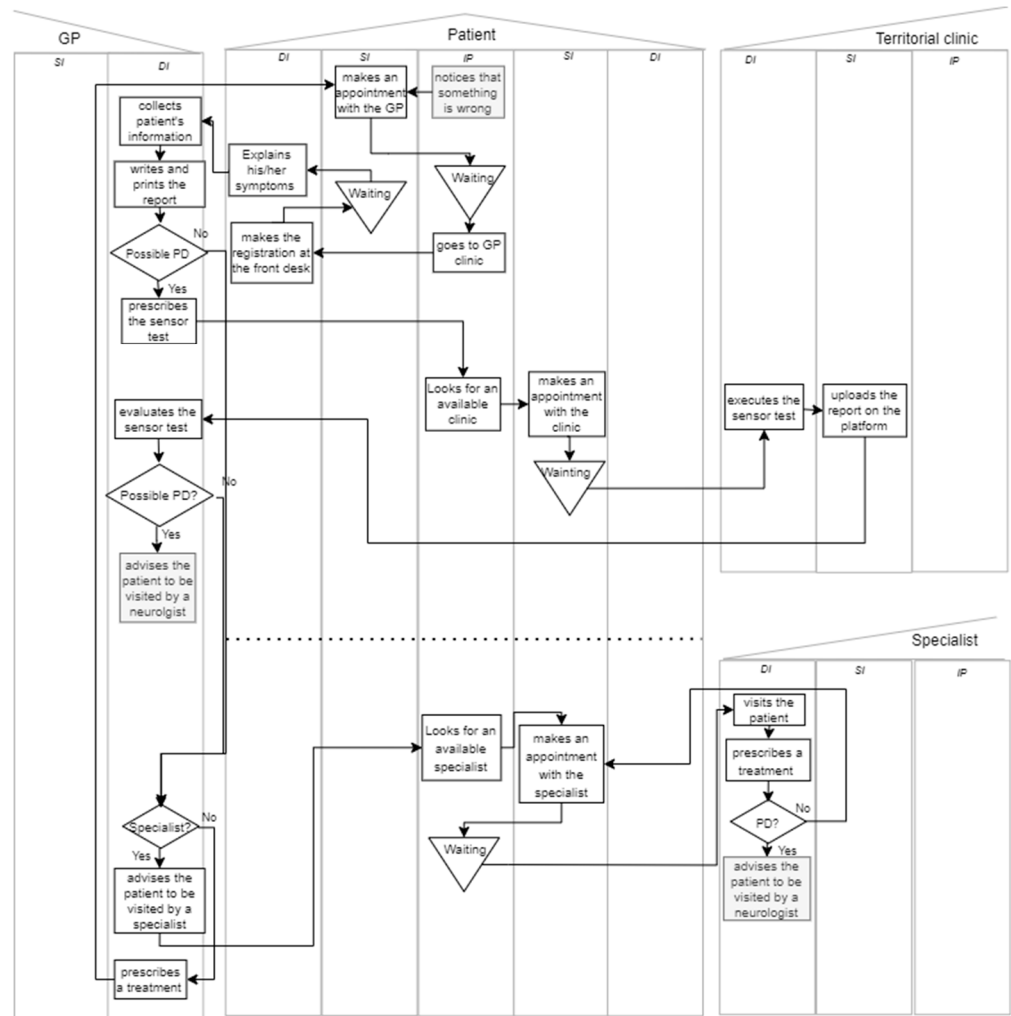 GP
Patient
Territorial clinic
SI
DI
DI
SI
IP
SI
DI
DI
SI
IP
makes an
appointment
with the GP
notices that
something
is wrong
collects
patient's
information
Explains
his/her
symptoms
writes and
prints the
report
Waiting
Waiting
No
Possible PD
makes the
registration at
the front desk
goes to GP
clinic
Yes
prescribes
the sensor
test
Looks for an
available
clinic
makes an
appointment
with the
clinic
executes the
sensor test
uploads the
report on the
platform
evaluates the
sensor test
Wainting
No
Possible PD?
Yes
advises the
patient to be
visited by a
neurolgist
Specialist
DI
SI
IP
visits the
patient
Looks for an
available
specialist
makes an
appointment
with the
specialist
prescribes a
treatment
No
PD?
Yes
No
Specialist?
Yes
Waiting
advises the
patient to be
visited by a
neurologist
advises the
patient to be
visited by a
specialist
prescribes
a treatment